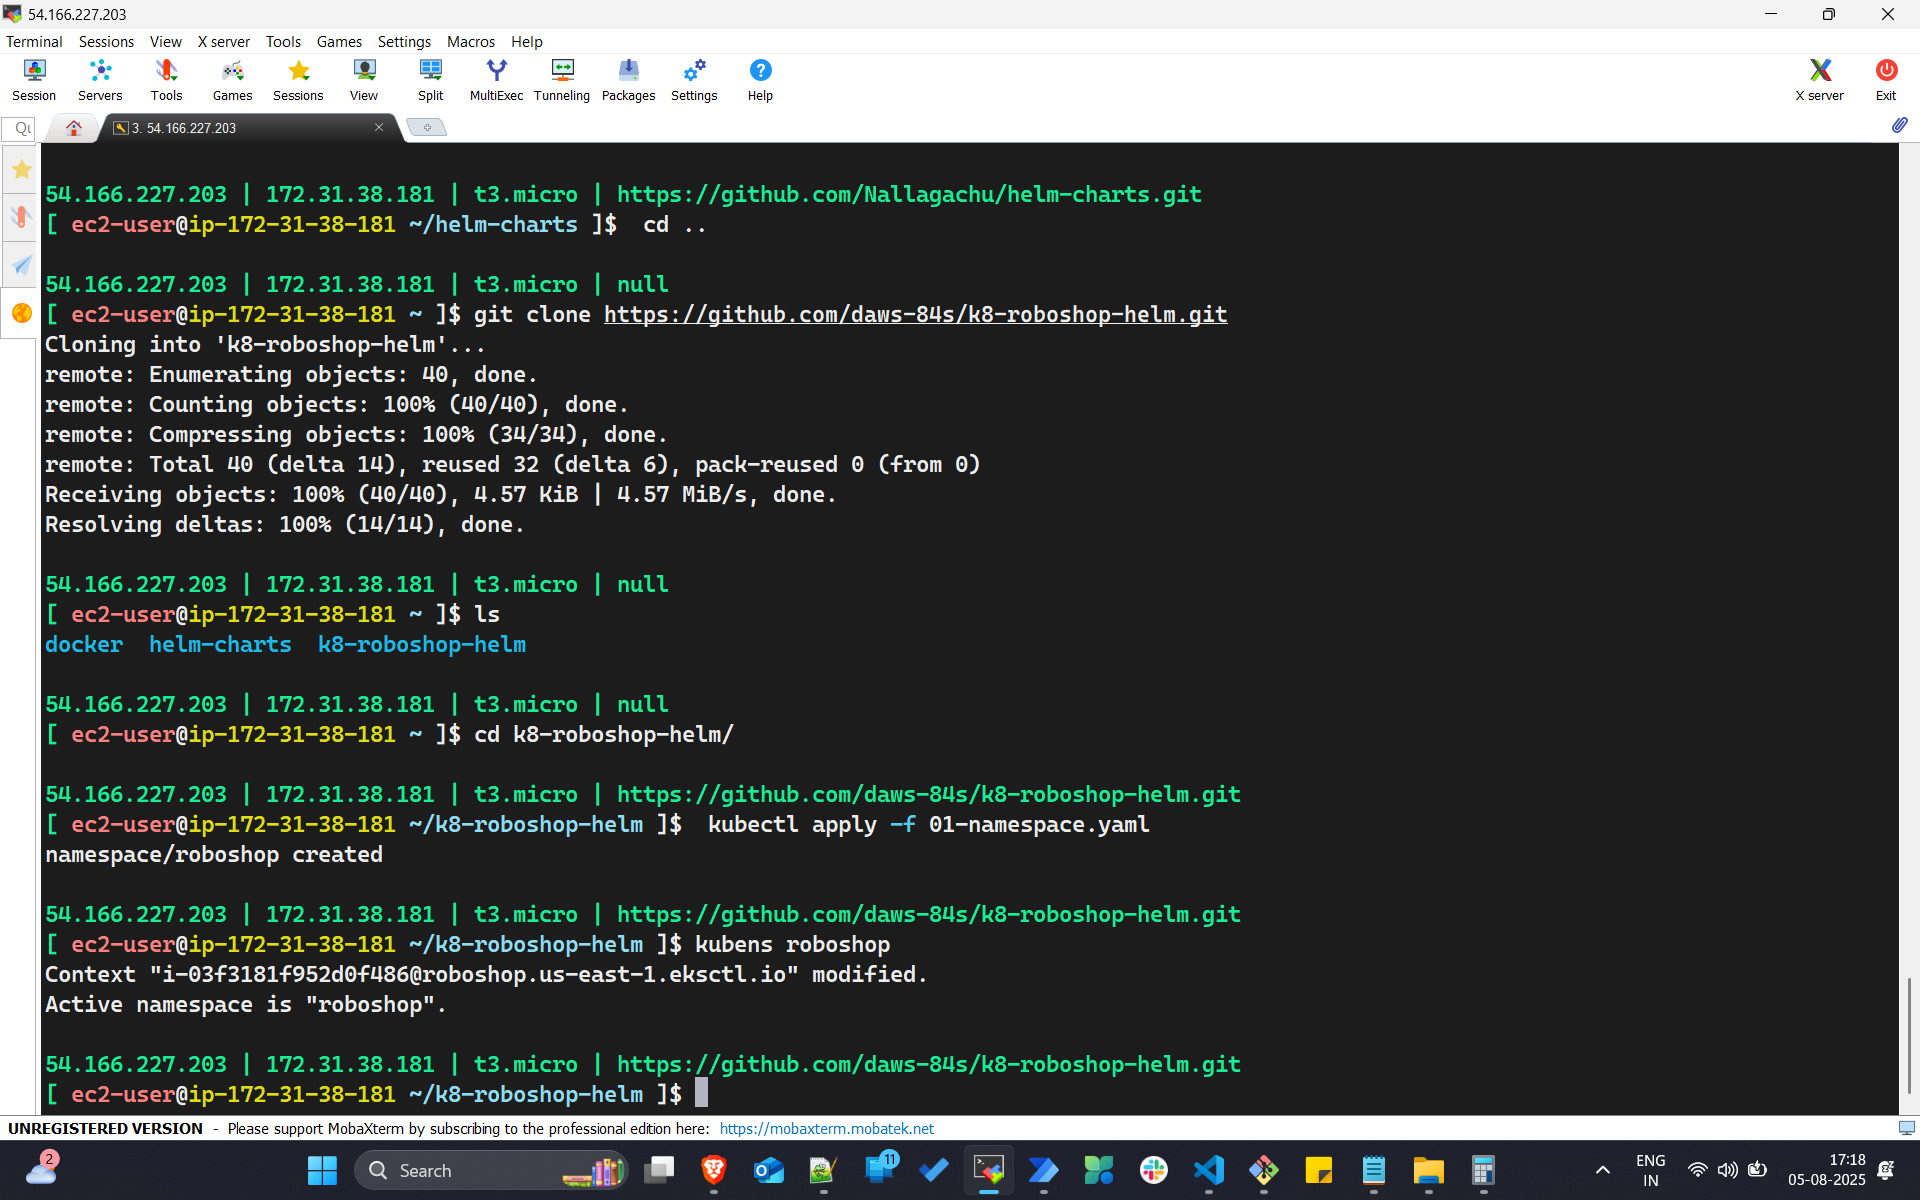 54.166.227.203
Terminal Sessions View X server Tools Games Settings Macros Help
Session Servers Tools Games Sessions View Split MultiExec Tunneling Packages Settings Help X server Exit
3. 54.166.227.203
54.166.227.203 | 172.31.38.181 | t3.micro | https://github.com/Nallagachu/helm-charts.git
[ ec2-user@ip-172-31-38-181 ~/helm-charts ]$  cd ..
54.166.227.203 | 172.31.38.181 | t3.micro | null
[ ec2-user@ip-172-31-38-181 ~ ]$ git clone https://github.com/daws-84s/k8-roboshop-helm.git
Cloning into 'k8-roboshop-helm'...
remote: Enumerating objects: 40, done.
remote: Counting objects: 100% (40/40), done.
remote: Compressing objects: 100% (34/34), done.
remote: Total 40 (delta 14), reused 32 (delta 6), pack-reused 0 (from 0)
Receiving objects: 100% (40/40), 4.57 KiB | 4.57 MiB/s, done.
Resolving deltas: 100% (14/14), done.
54.166.227.203 | 172.31.38.181 | t3.micro | null
[ ec2-user@ip-172-31-38-181 ~ ]$ ls
docker  helm-charts  k8-roboshop-helm
54.166.227.203 | 172.31.38.181 | t3.micro | null
[ ec2-user@ip-172-31-38-181 ~ ]$ cd k8-roboshop-helm/
54.166.227.203 | 172.31.38.181 | t3.micro | https://github.com/daws-84s/k8-roboshop-helm.git
[ ec2-user@ip-172-31-38-181 ~/k8-roboshop-helm ]$  kubectl apply -f 01-namespace.yaml
namespace/roboshop created
54.166.227.203 | 172.31.38.181 | t3.micro | https://github.com/daws-84s/k8-roboshop-helm.git
[ ec2-user@ip-172-31-38-181 ~/k8-roboshop-helm ]$ kubens roboshop
Context "i-03f3181f952d0f486@roboshop.us-east-1.eksctl.io" modified.
Active namespace is "roboshop".
54.166.227.203 | 172.31.38.181 | t3.micro | https://github.com/daws-84s/k8-roboshop-helm.git
[ ec2-user@ip-172-31-38-181 ~/k8-roboshop-helm ]$
UNREGISTERED VERSION - Please support MobaXterm by subscribing to the professional edition here: https://mobaxterm.mobatek.net
2
Search
11
ENG
IN
17:18
05-08-2025